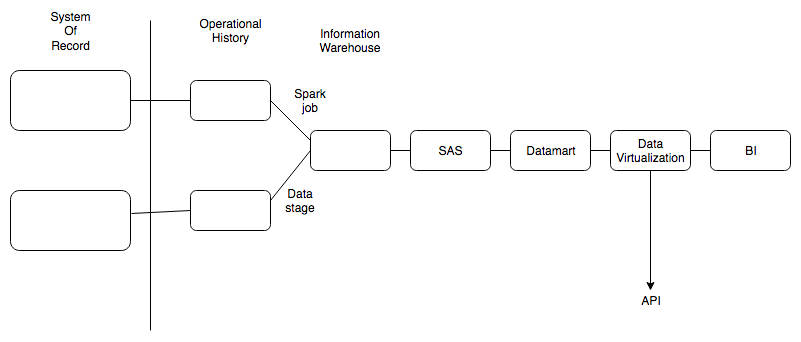 System
Of
Record
Operational
History
Information
Warehouse
Spark
job
Data
stage
SAS
Datamart
Data
Virtualization
BI
API